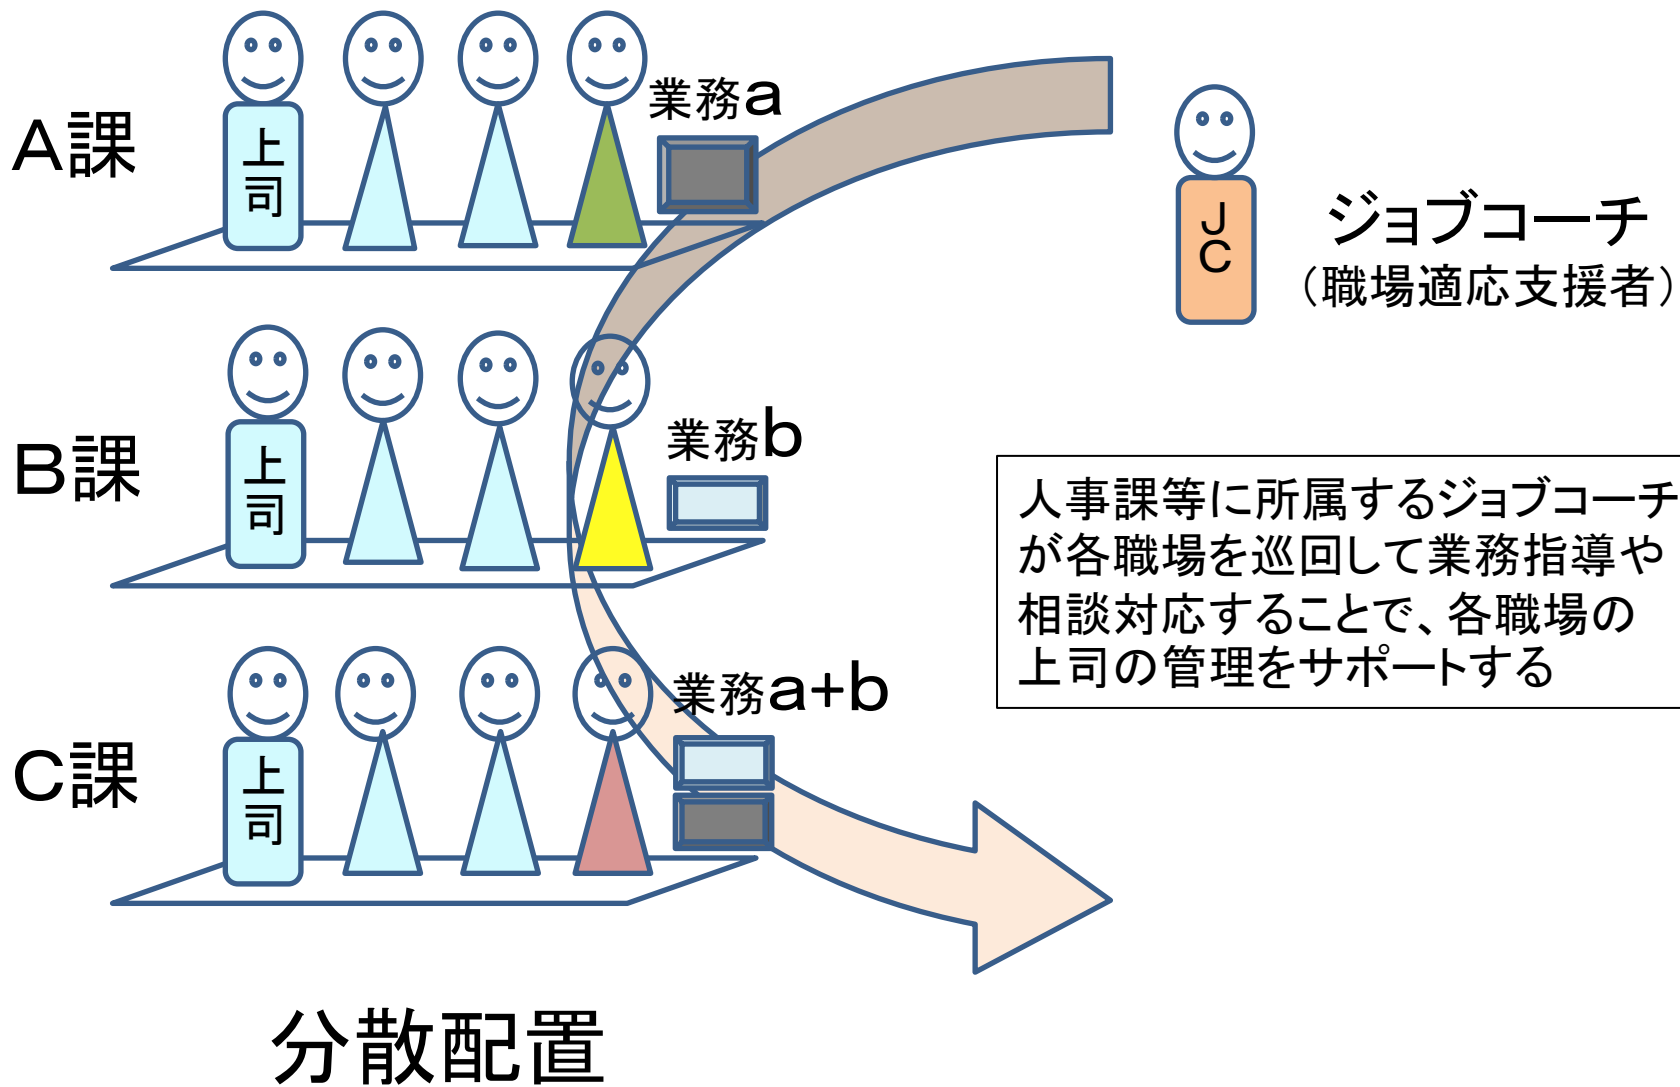 A課
上司
業務a
JC
ジョブコーチ
（職場適応支援者）
B課
上司
業務b
人事課等に所属するジョブコーチ
が各職場を巡回して業務指導や
相談対応することで、各職場の
上司の管理をサポートする
C課
上司
業務a+b
分散配置